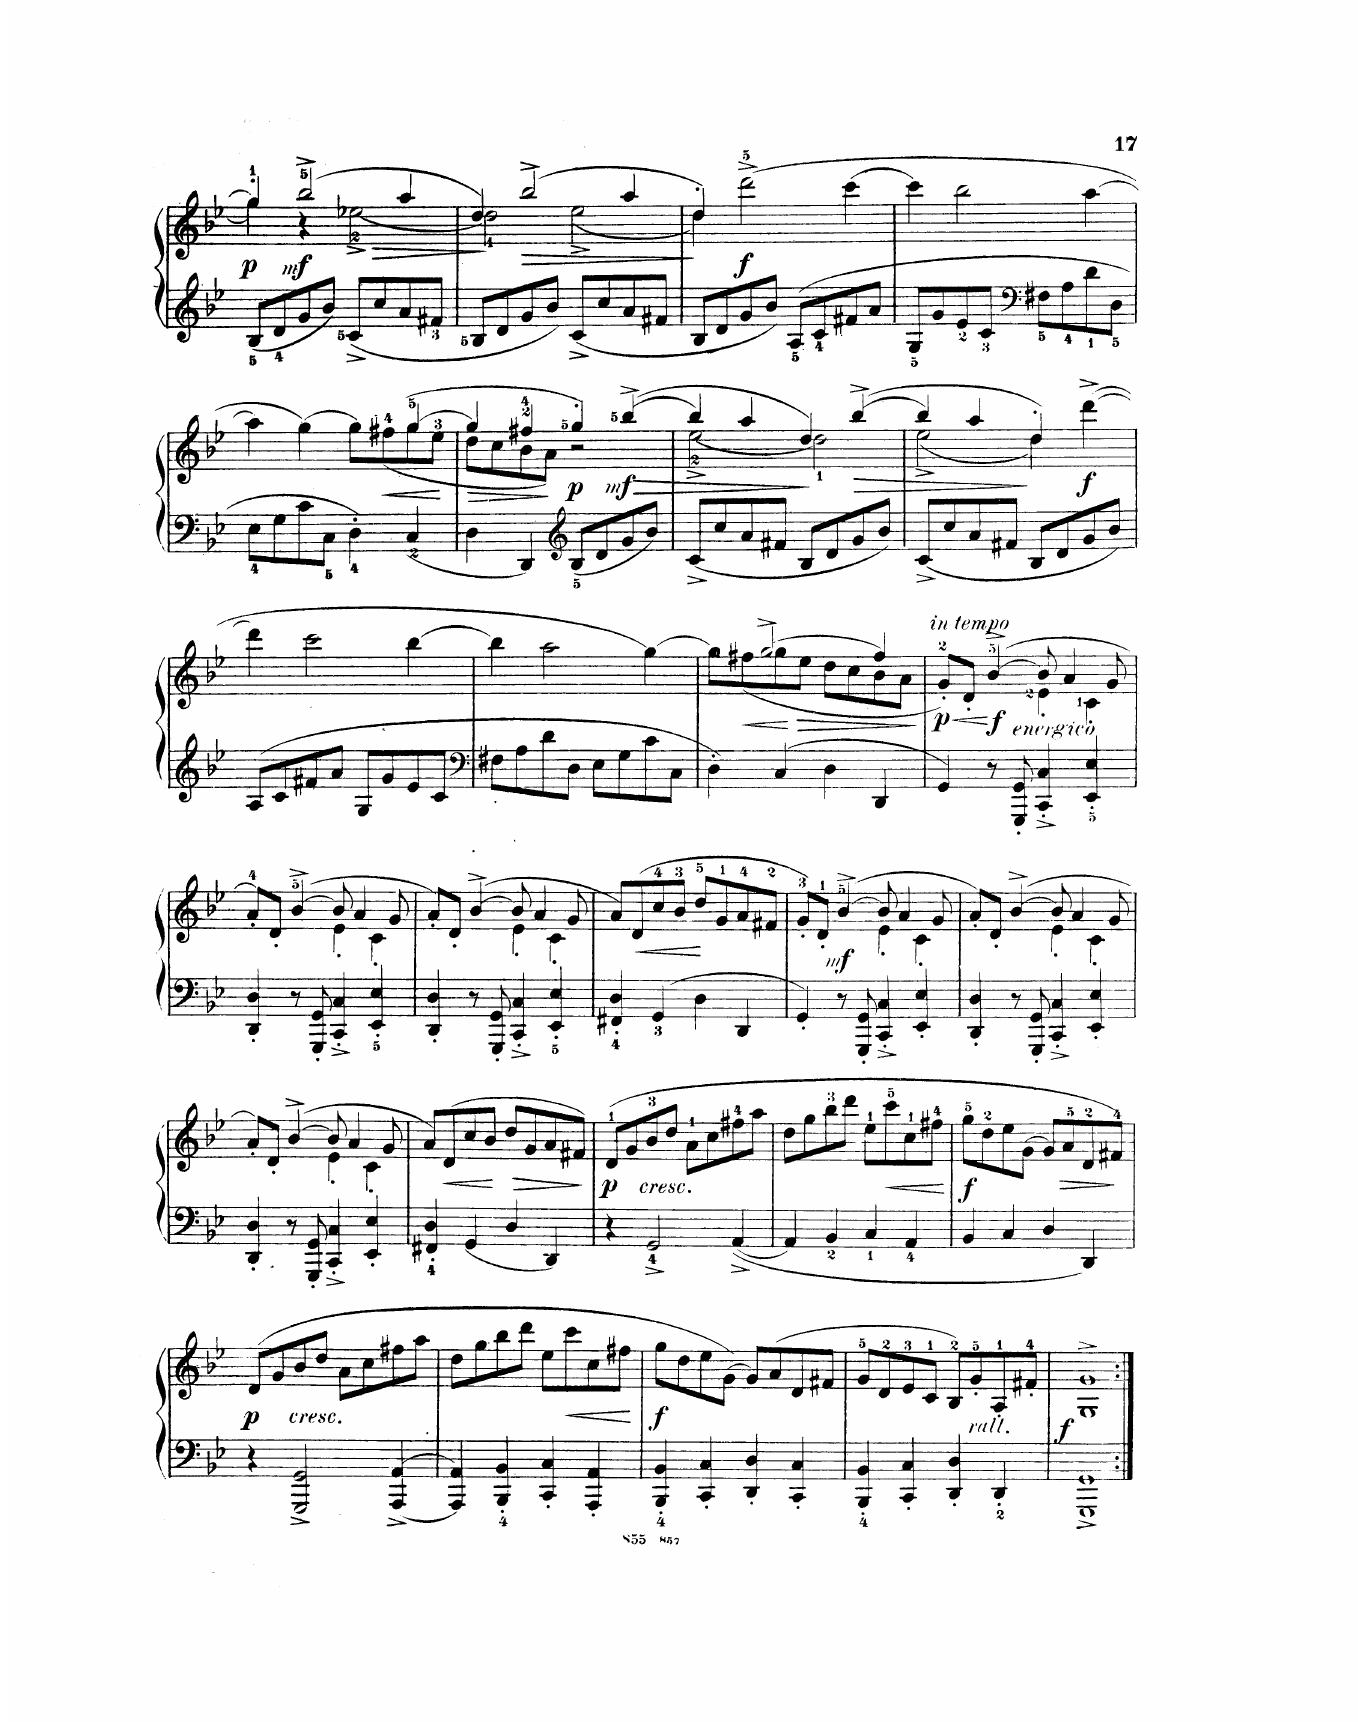 17
p mf f
p mf f
in tempo
p f energico
mf
p cresc. f
p cresc. f rall. f
855 857